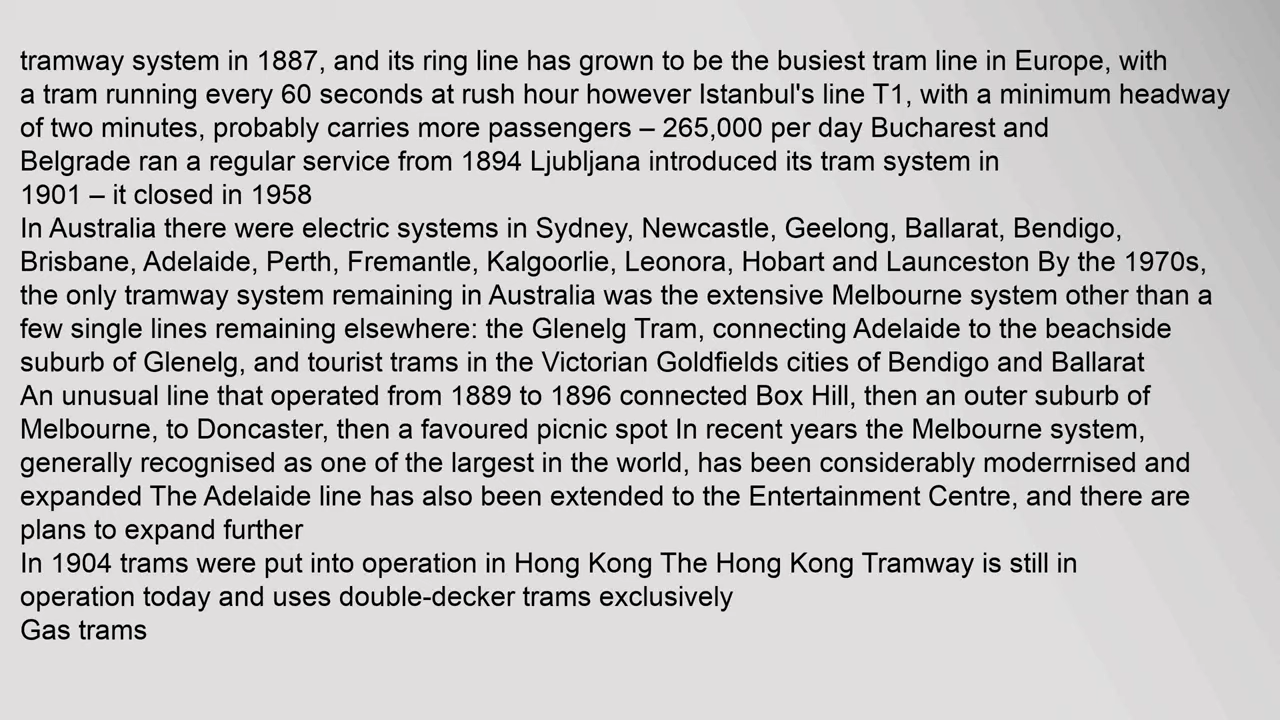 tramway system in 1887, and its ring line has grown to be the busiest tram line in Europe, with
a tram running every 60 seconds at rush hour however Istanbul's line T1, with a minimum headway
of two minutes, probably carries more passengers – 265,000 per day Bucharest and
Belgrade ran a regular service from 1894 Ljubljana introduced its tram system in
1901 – it closed in 1958
In Australia there were electric systems in Sydney, Newcastle, Geelong, Ballarat, Bendigo,
Brisbane, Adelaide, Perth, Fremantle, Kalgoorlie, Leonora, Hobart and Launceston By the 1970s,
the only tramway system remaining in Australia was the extensive Melbourne system other than a
few single lines remaining elsewhere: the Glenelg Tram, connecting Adelaide to the beachside
suburb of Glenelg, and tourist trams in the Victorian Goldfields cities of Bendigo and Ballarat
An unusual line that operated from 1889 to 1896 connected Box Hill, then an outer suburb of
Melbourne, to Doncaster, then a favoured picnic spot In recent years the Melbourne system,
generally recognised as one of the largest in the world, has been considerably moderrnised and
expanded The Adelaide line has also been extended to the Entertainment Centre, and there are
plans to expand further
In 1904 trams were put into operation in Hong Kong The Hong Kong Tramway is still in
operation today and uses double-decker trams exclusively
Gas trams